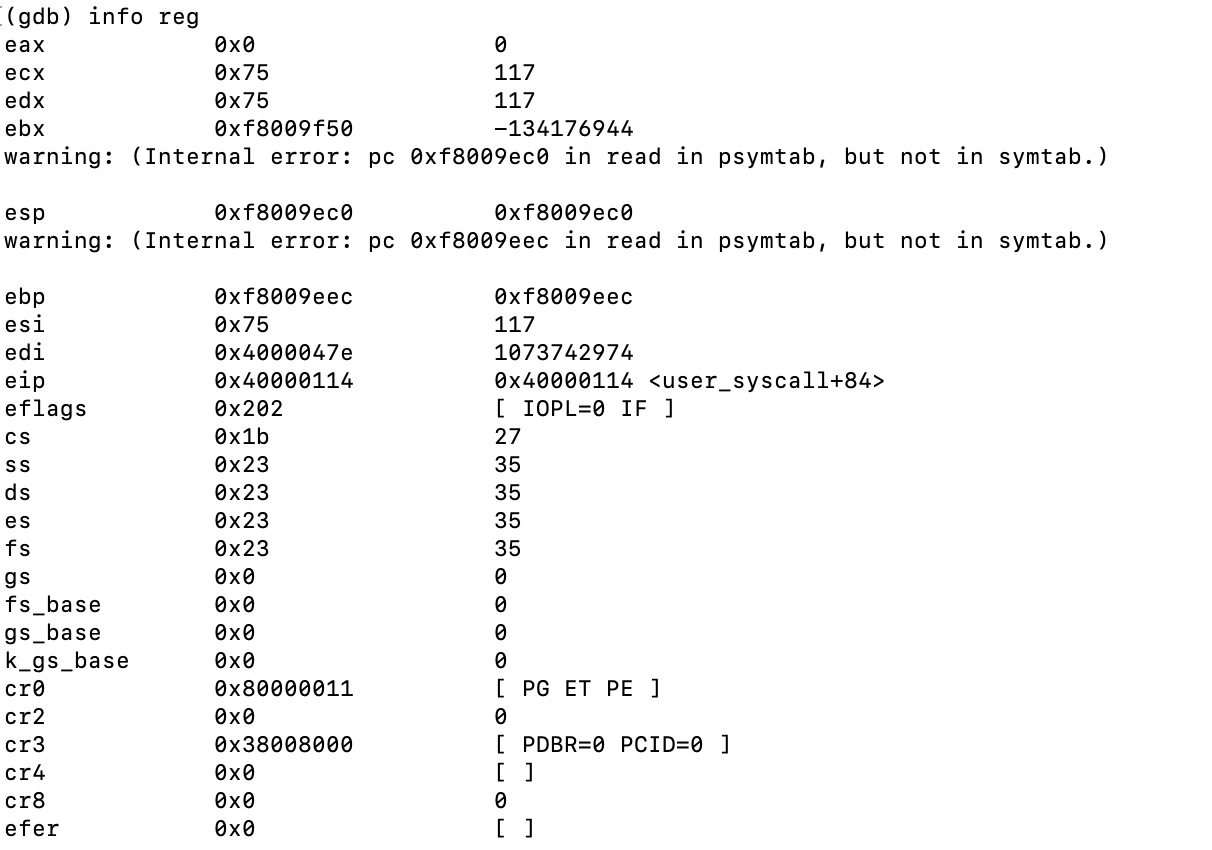 (gdb) info reg
eax            0x0                 0
ecx            0x75                117
edx            0x75                117
ebx            0xf8009f50          -134176944
warning: (Internal error: pc 0xf8009ec0 in read in psymtab, but not in symtab.)

esp            0xf8009ec0          0xf8009ec0
warning: (Internal error: pc 0xf8009eec in read in psymtab, but not in symtab.)

ebp            0xf8009eec          0xf8009eec
esi            0x75                117
edi            0x4000047e          1073742974
eip            0x40000114          0x40000114 <user_syscall+84>
eflags         0x202               [ IOPL=0 IF ]
cs             0x1b                27
ss             0x23                35
ds             0x23                35
es             0x23                35
fs             0x23                35
gs             0x0                 0
fs_base        0x0                 0
gs_base        0x0                 0
k_gs_base      0x0                 0
cr0            0x80000011          [ PG ET PE ]
cr2            0x0                 0
cr3            0x38008000          [ PDBR=0 PCID=0 ]
cr4            0x0                 [ ]
cr8            0x0                 0
efer           0x0                 [ ]